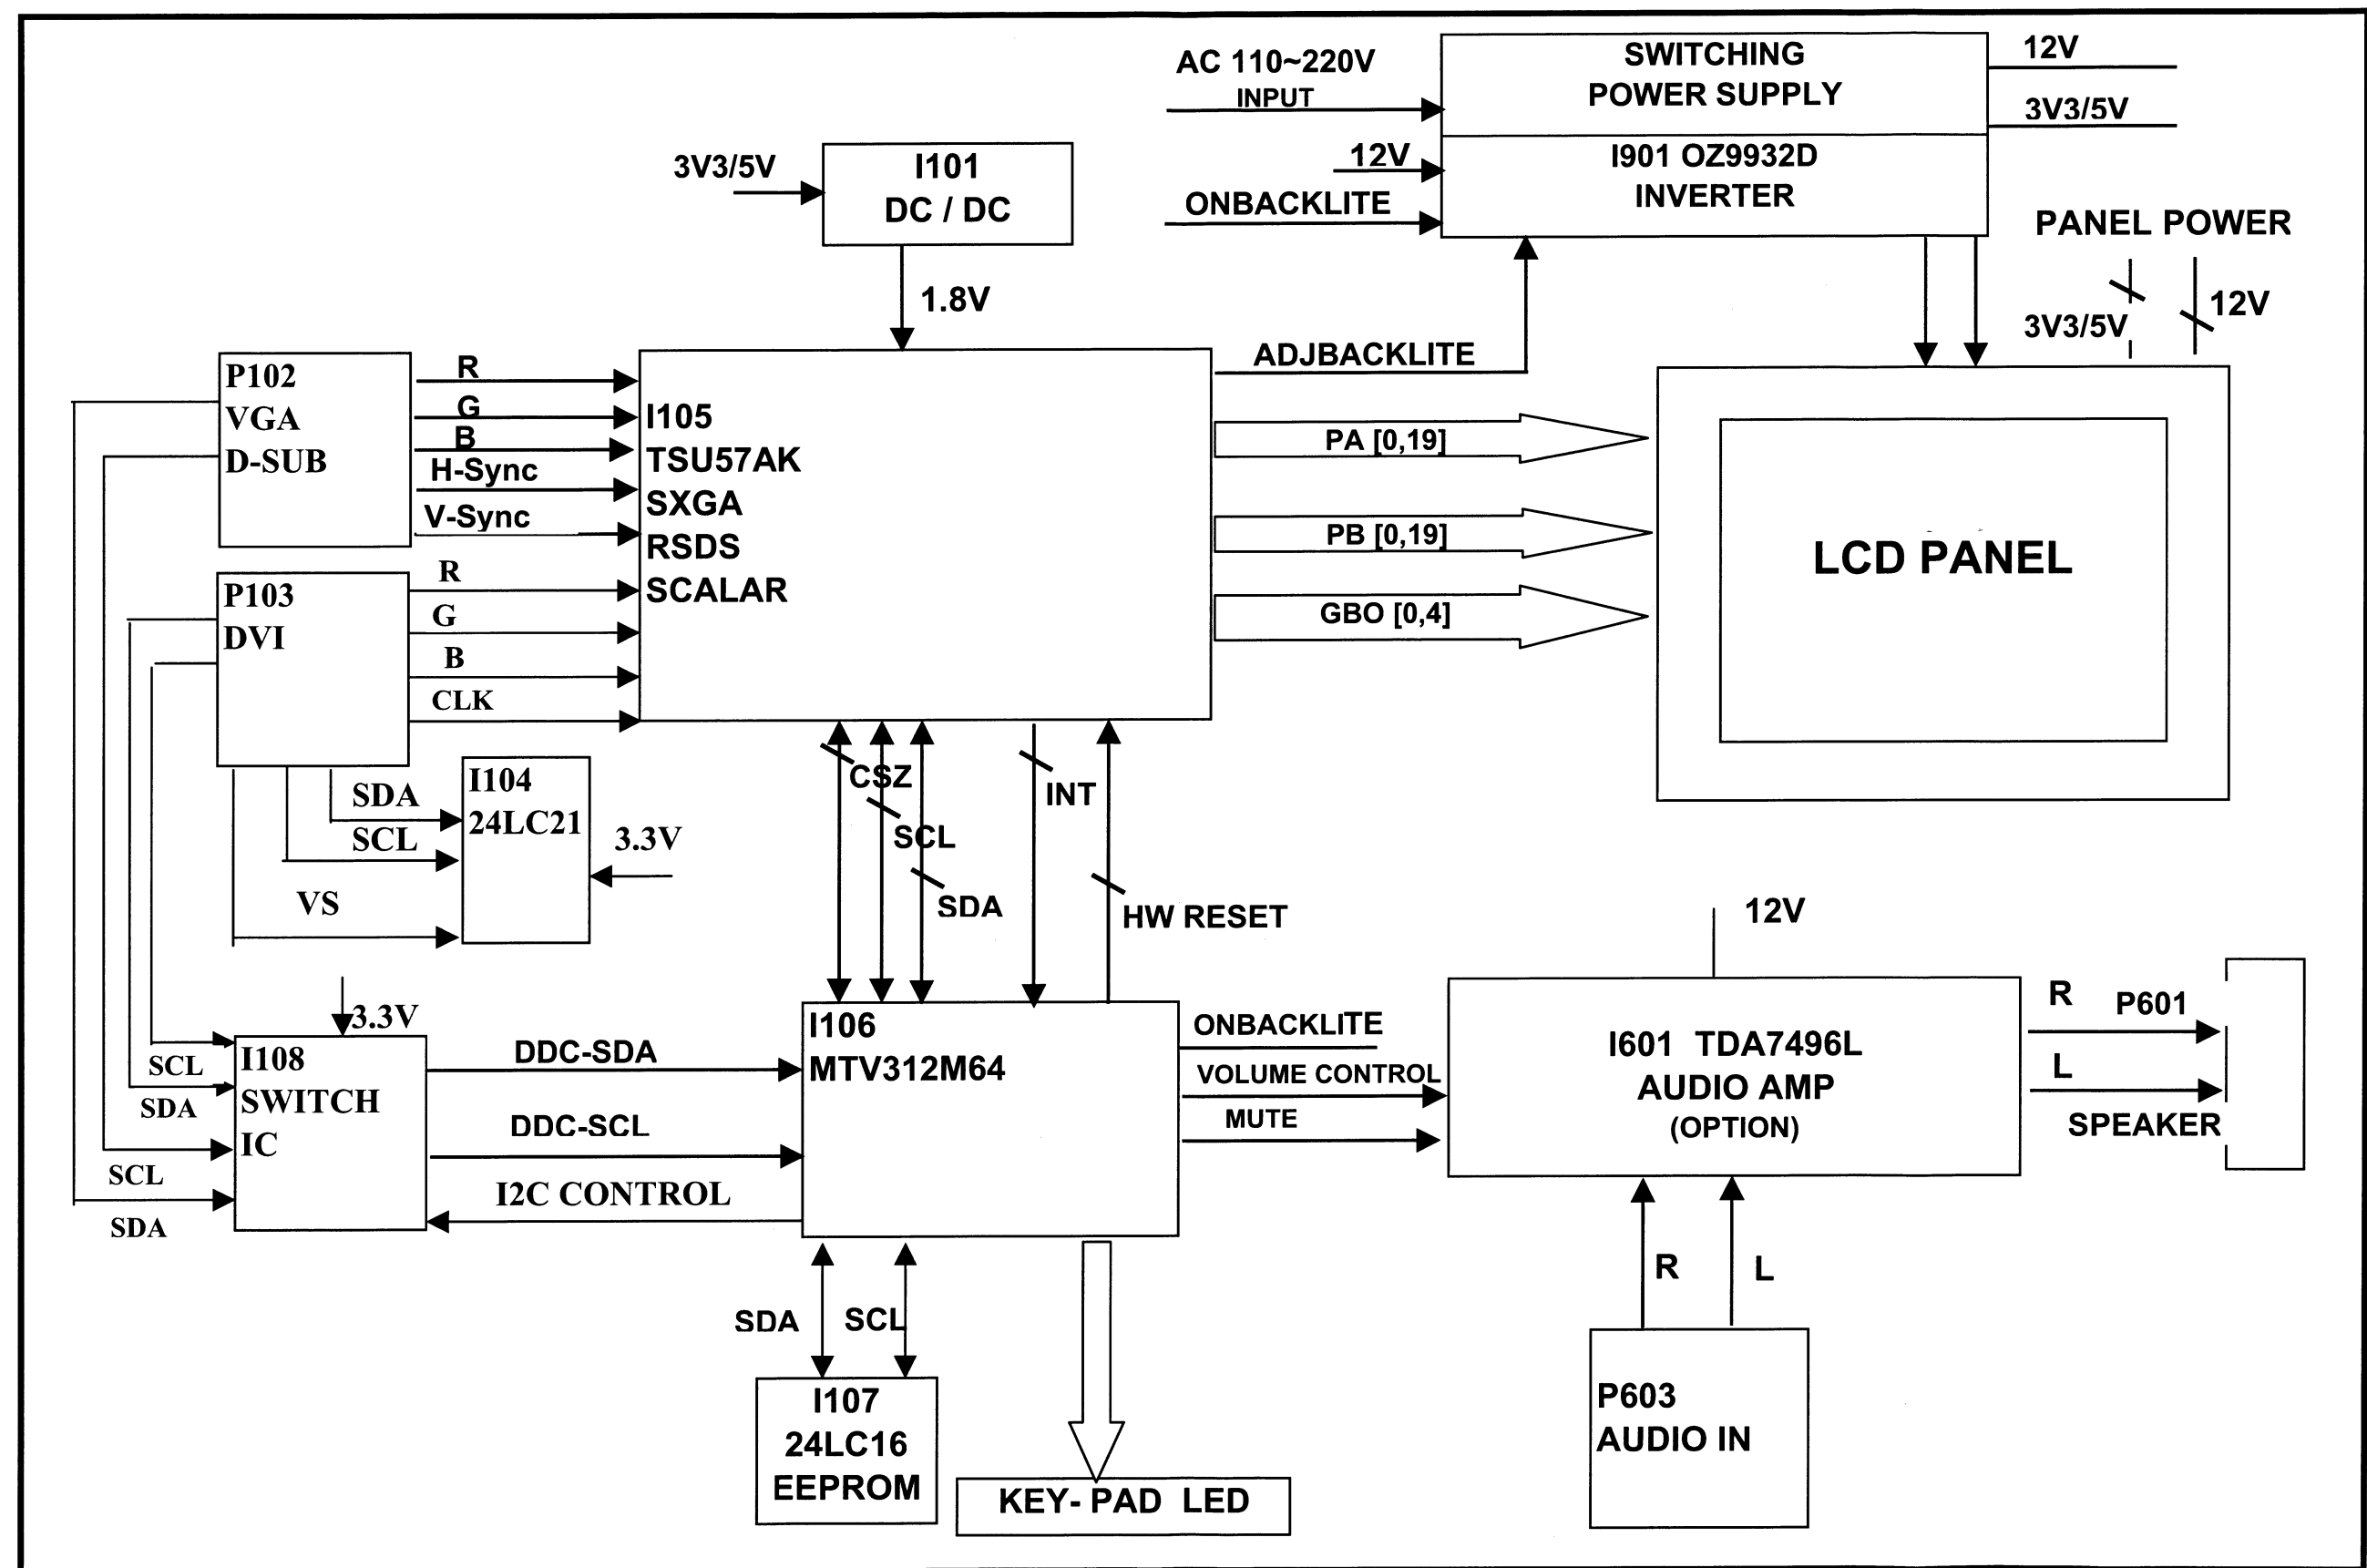 AC 110~220V
INPUT
SWITCHING
POWER SUPPLY
12V
3V3/5V
12V
ONBACKLITE
I901 OZ9932D
INVERTER
3V3/5V
I101
DC / DC
1.8V
PANEL POWER
3V3/5V
12V
P102
VGA
D-SUB
R
G
B
H-Sync
V-Sync
I105
TSU57AK
SXGA
RSDS
SCALAR
ADJBACKLITE
PA [0,19]
PB [0,19]
GBO [0,4]
LCD PANEL
P103
DVI
R
G
B
CLK
SDA
SCL
VS
I104
24LC21
3.3V
CSZ
SCL
SDA
INT
HW RESET
3.3V
SCL
SDA
SCL
SDA
I108
SWITCH
IC
DDC-SDA
DDC-SCL
I2C CONTROL
I106
MTV312M64
ONBACKLITE
VOLUME CONTROL
MUTE
12V
I601 TDA7496L
AUDIO AMP
(OPTION)
R
P601
L
SPEAKER
SDA
SCL
R
L
I107
24LC16
EEPROM
KEY- PAD LED
P603
AUDIO IN